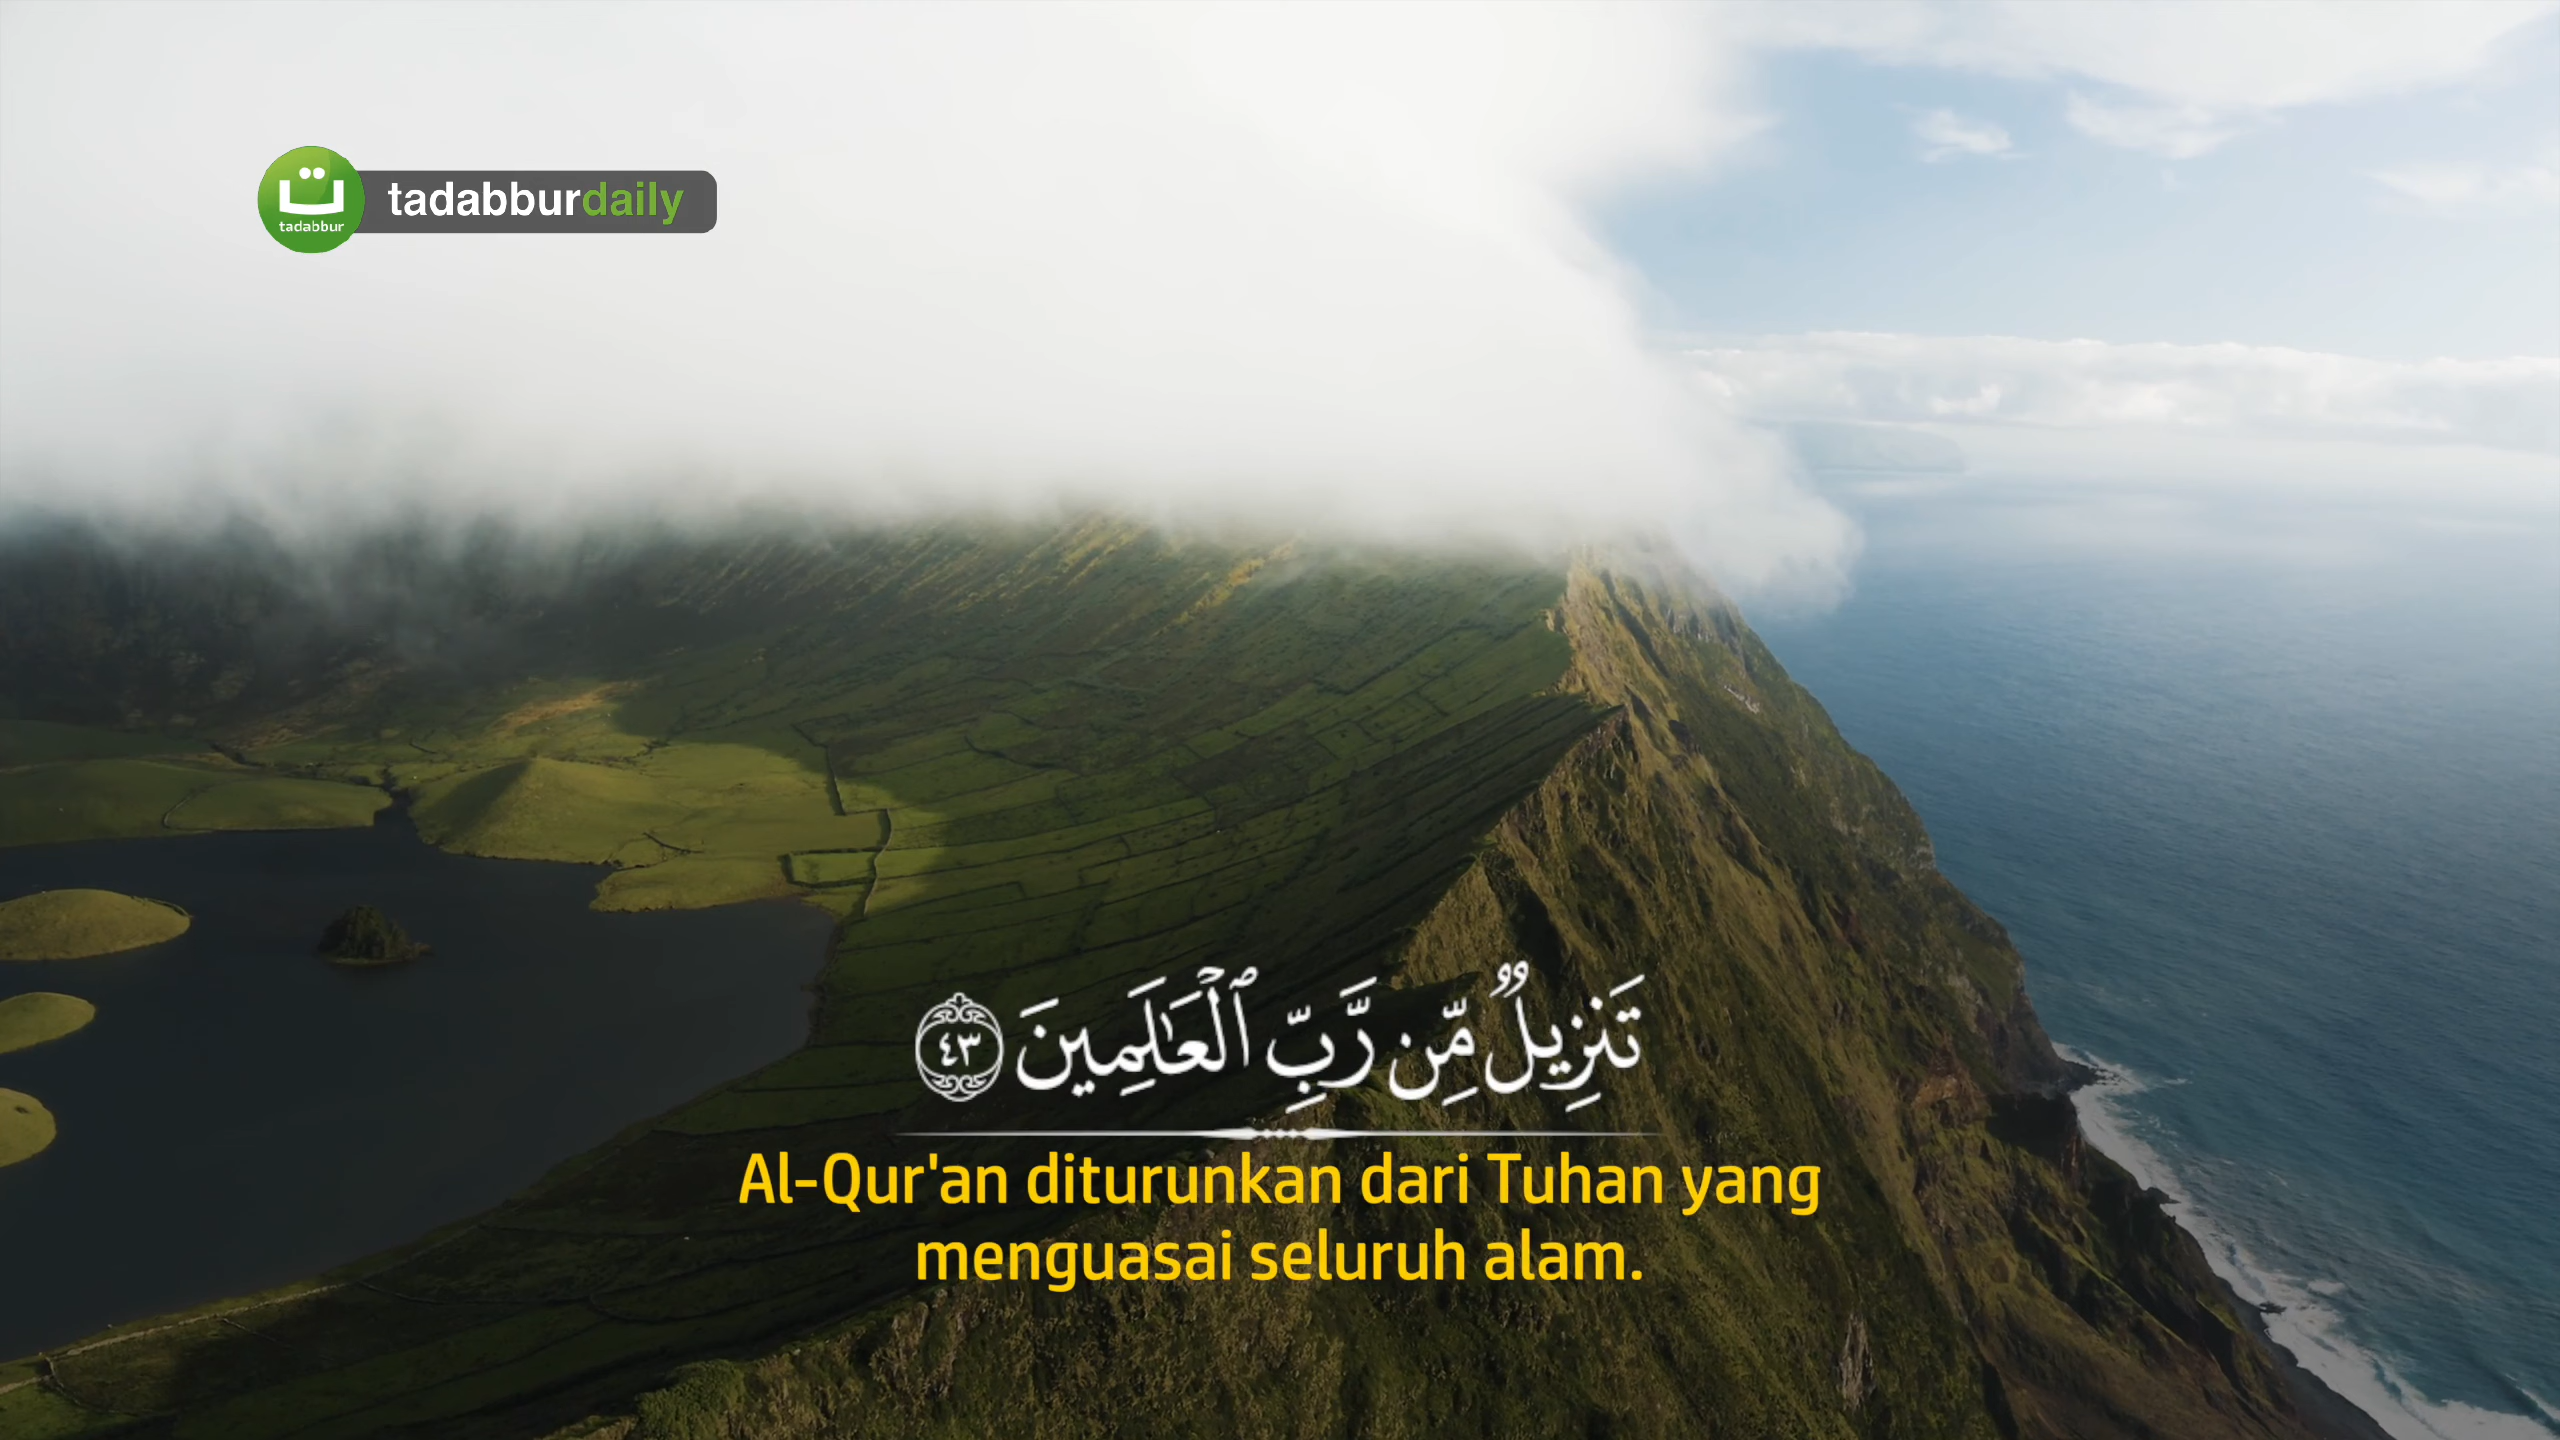 ت
tadabbur
tadabburdaily
تَنزِيلٌ مِّن رَّبِّ ٱلْعَـٰلَمِينَ ٤٣
Al-Qur'an diturunkan dari Tuhan yang
menguasai seluruh alam.